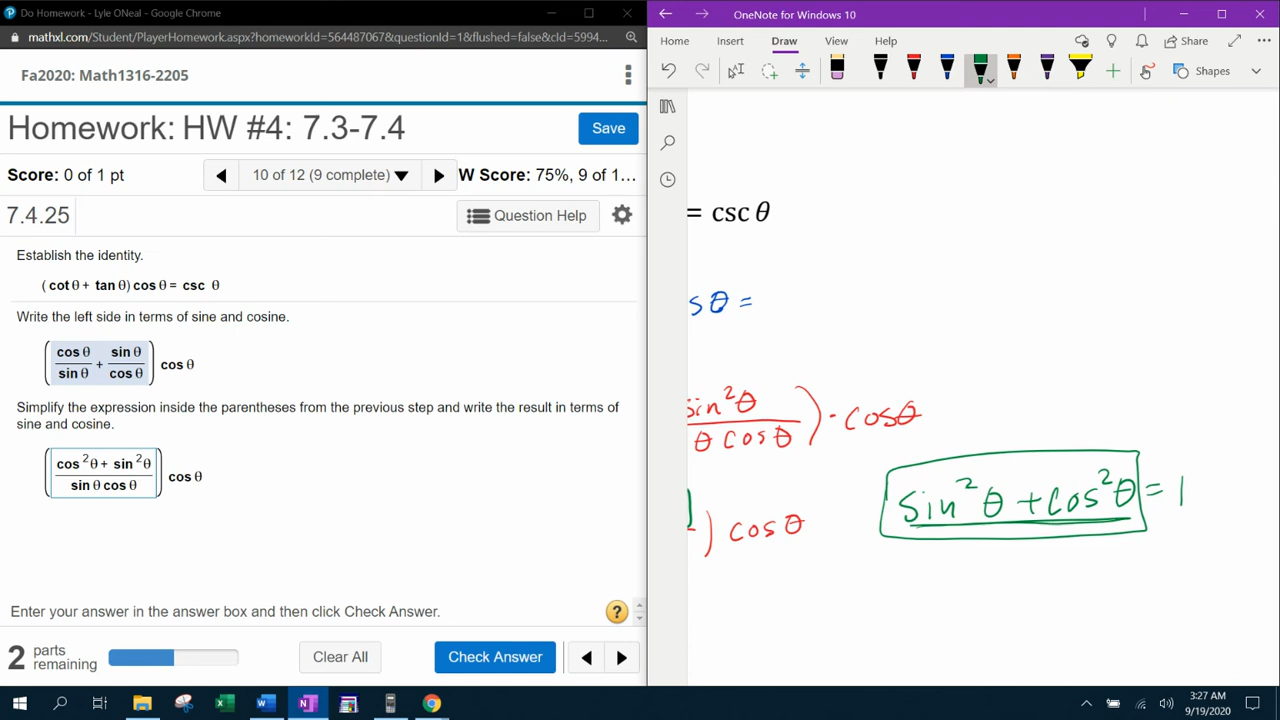 Do Homework - Lyle ONeal - Google Chrome
mathxl.com/Student/PlayerHomework.aspx?homeworkId=564487067&questionId=1&flushed=false&cId=5994...
Fa2020: Math1316-2205
Homework: HW #4: 7.3-7.4
Save
Score: 0 of 1 pt
10 of 12 (9 complete)
W Score: 75%, 9 of 1...
7.4.25
Question Help
Establish the identity.
(cot θ + tan θ) cos θ = csc θ
Write the left side in terms of sine and cosine.
(cos θ/sin θ + sin θ/cos θ) cos θ
Simplify the expression inside the parentheses from the previous step and write the result in terms of
sine and cosine.
(cos²θ + sin²θ/sin θ cos θ) cos θ
Enter your answer in the answer box and then click Check Answer.
?
2 parts remaining
Clear All
Check Answer
OneNote for Windows 10
Home Insert Draw View Help
Share
Shapes
= csc θ
s θ =
sin²θ
θ cos θ
) · cos θ
) cos θ
sin²θ + cos²θ = 1
3:27 AM
9/19/2020